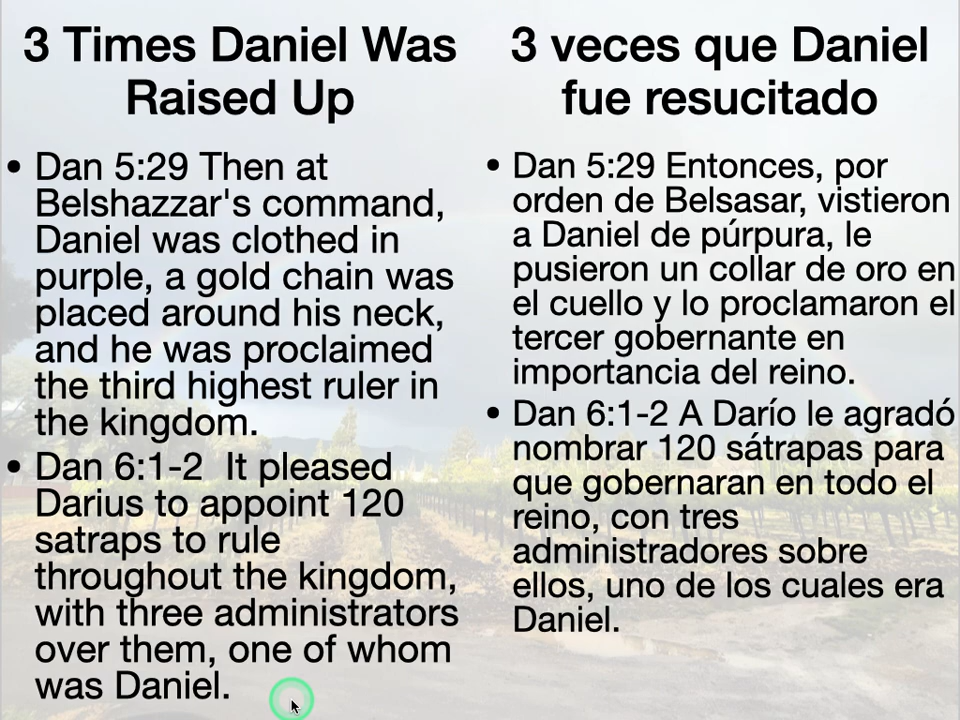 3 Times Daniel Was
Raised Up
• Dan 5:29 Then at
Belshazzar's command,
Daniel was clothed in
purple, a gold chain was
placed around his neck,
and he was proclaimed
the third highest ruler in
the kingdom.
• Dan 6:1-2  It pleased
Darius to appoint 120
satraps to rule
throughout the kingdom,
with three administrators
over them, one of whom
was Daniel.
3 veces que Daniel
fue resucitado
• Dan 5:29 Entonces, por
orden de Belsasar, vistieron
a Daniel de púrpura, le
pusieron un collar de oro en
el cuello y lo proclamaron el
tercer gobernante en
importancia del reino.
• Dan 6:1-2 A Darío le agradó
nombrar 120 sátrapas para
que gobernaran en todo el
reino, con tres
administradores sobre
ellos, uno de los cuales era
Daniel.